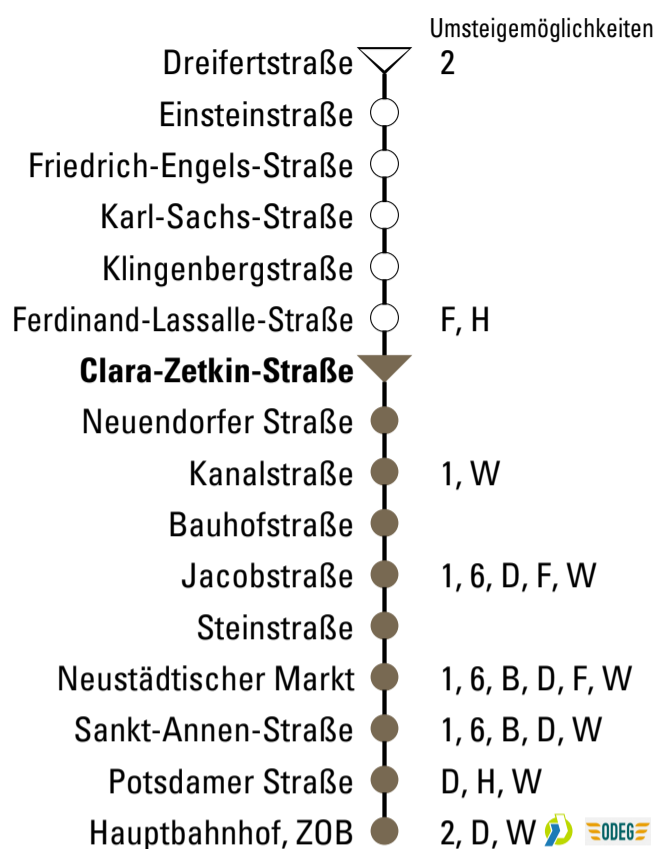 Umsteigemöglichkeiten
Dreifertstraße 2
Einsteinstraße
Friedrich-Engels-Straße
Karl-Sachs-Straße
Klingenbergstraße
Ferdinand-Lassalle-Straße F, H
Clara-Zetkin-Straße
Neuendorfer Straße
Kanalstraße 1, W
Bauhofstraße
Jacobstraße 1, 6, D, F, W
Steinstraße
Neustädtischer Markt 1, 6, B, D, F, W
Sankt-Annen-Straße 1, 6, B, D, W
Potsdamer Straße D, H, W
Hauptbahnhof, ZOB 2, D, W ODEG